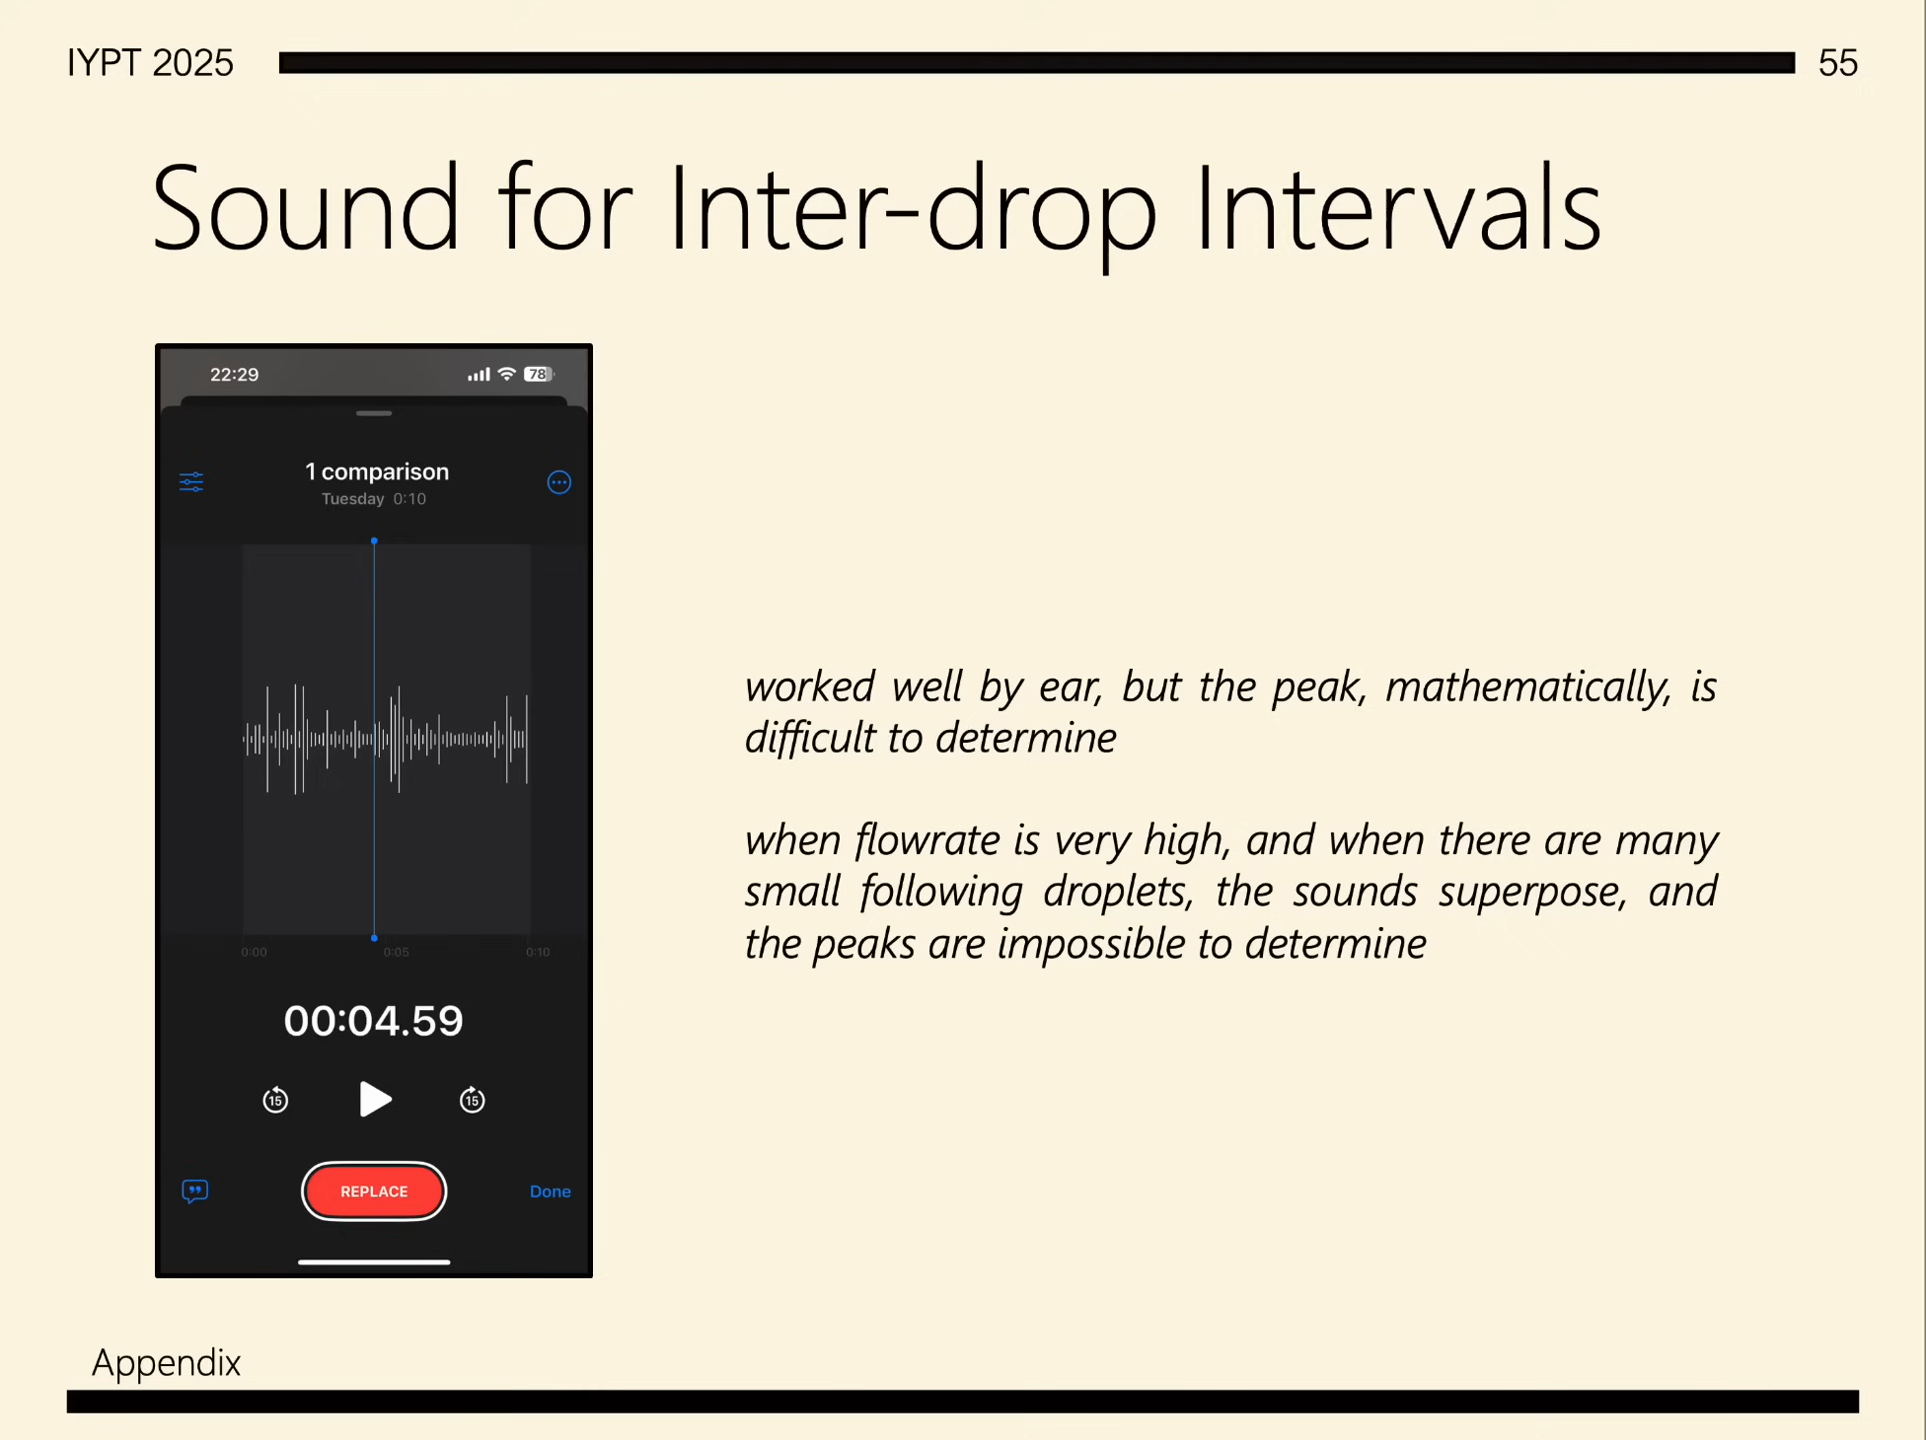 IYPT 2025
55
Sound for Inter-drop Intervals
22:29
78
1 comparison
Tuesday 0:10
0:00
0:05
0:10
00:04.59
15
15
REPLACE
Done
worked well by ear, but the peak, mathematically, is
difficult to determine
when flowrate is very high, and when there are many
small following droplets, the sounds superpose, and
the peaks are impossible to determine
Appendix